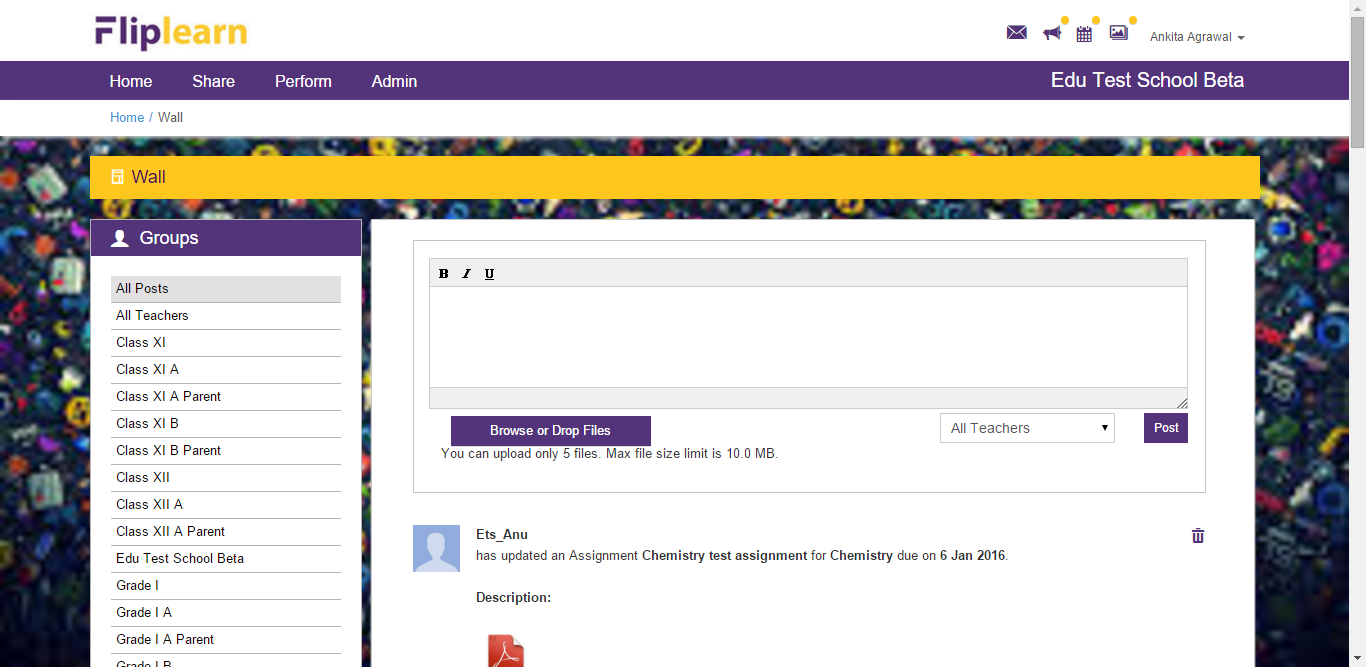 Fliplearn
Ankita Agrawal
Home Share Perform Admin
Edu Test School Beta
Home / Wall
Wall
Groups
All Posts
All Teachers
Class XI
Class XI A
Class XI A Parent
Class XI B
Class XI B Parent
Class XII
Class XII A
Class XII A Parent
Edu Test School Beta
Grade I
Grade I A
Grade I A Parent
Grade I B
B I U
Browse or Drop Files
All Teachers
Post
You can upload only 5 files. Max file size limit is 10.0 MB.
Ets_Anu
has updated an Assignment Chemistry test assignment for Chemistry due on 6 Jan 2016.
Description: